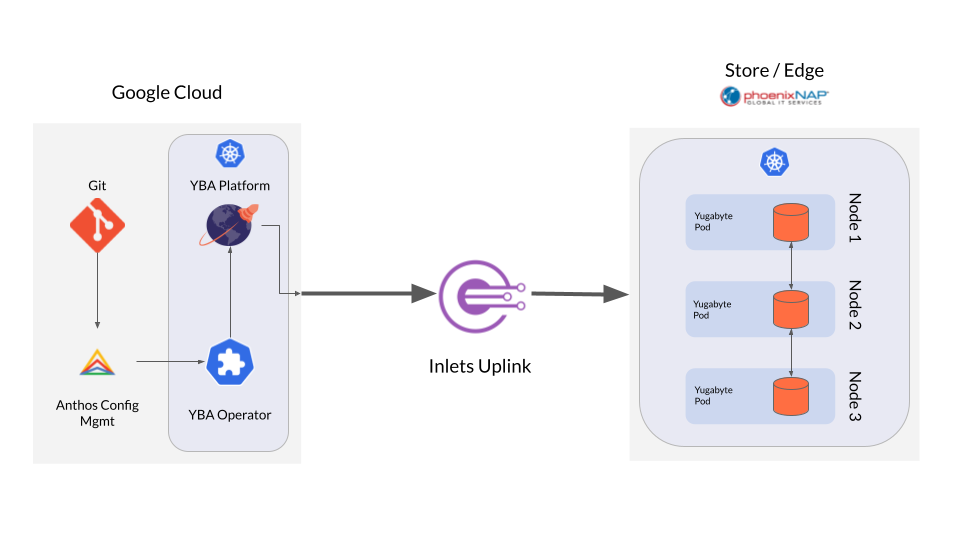 Google Cloud
Git
YBA Platform
Anthos Config
Mgmt
YBA Operator
Inlets Uplink
Store / Edge
phoenixNAP
GLOBAL IT SERVICES
Yugabyte
Pod
Node 1
Yugabyte
Pod
Node 2
Yugabyte
Pod
Node 3